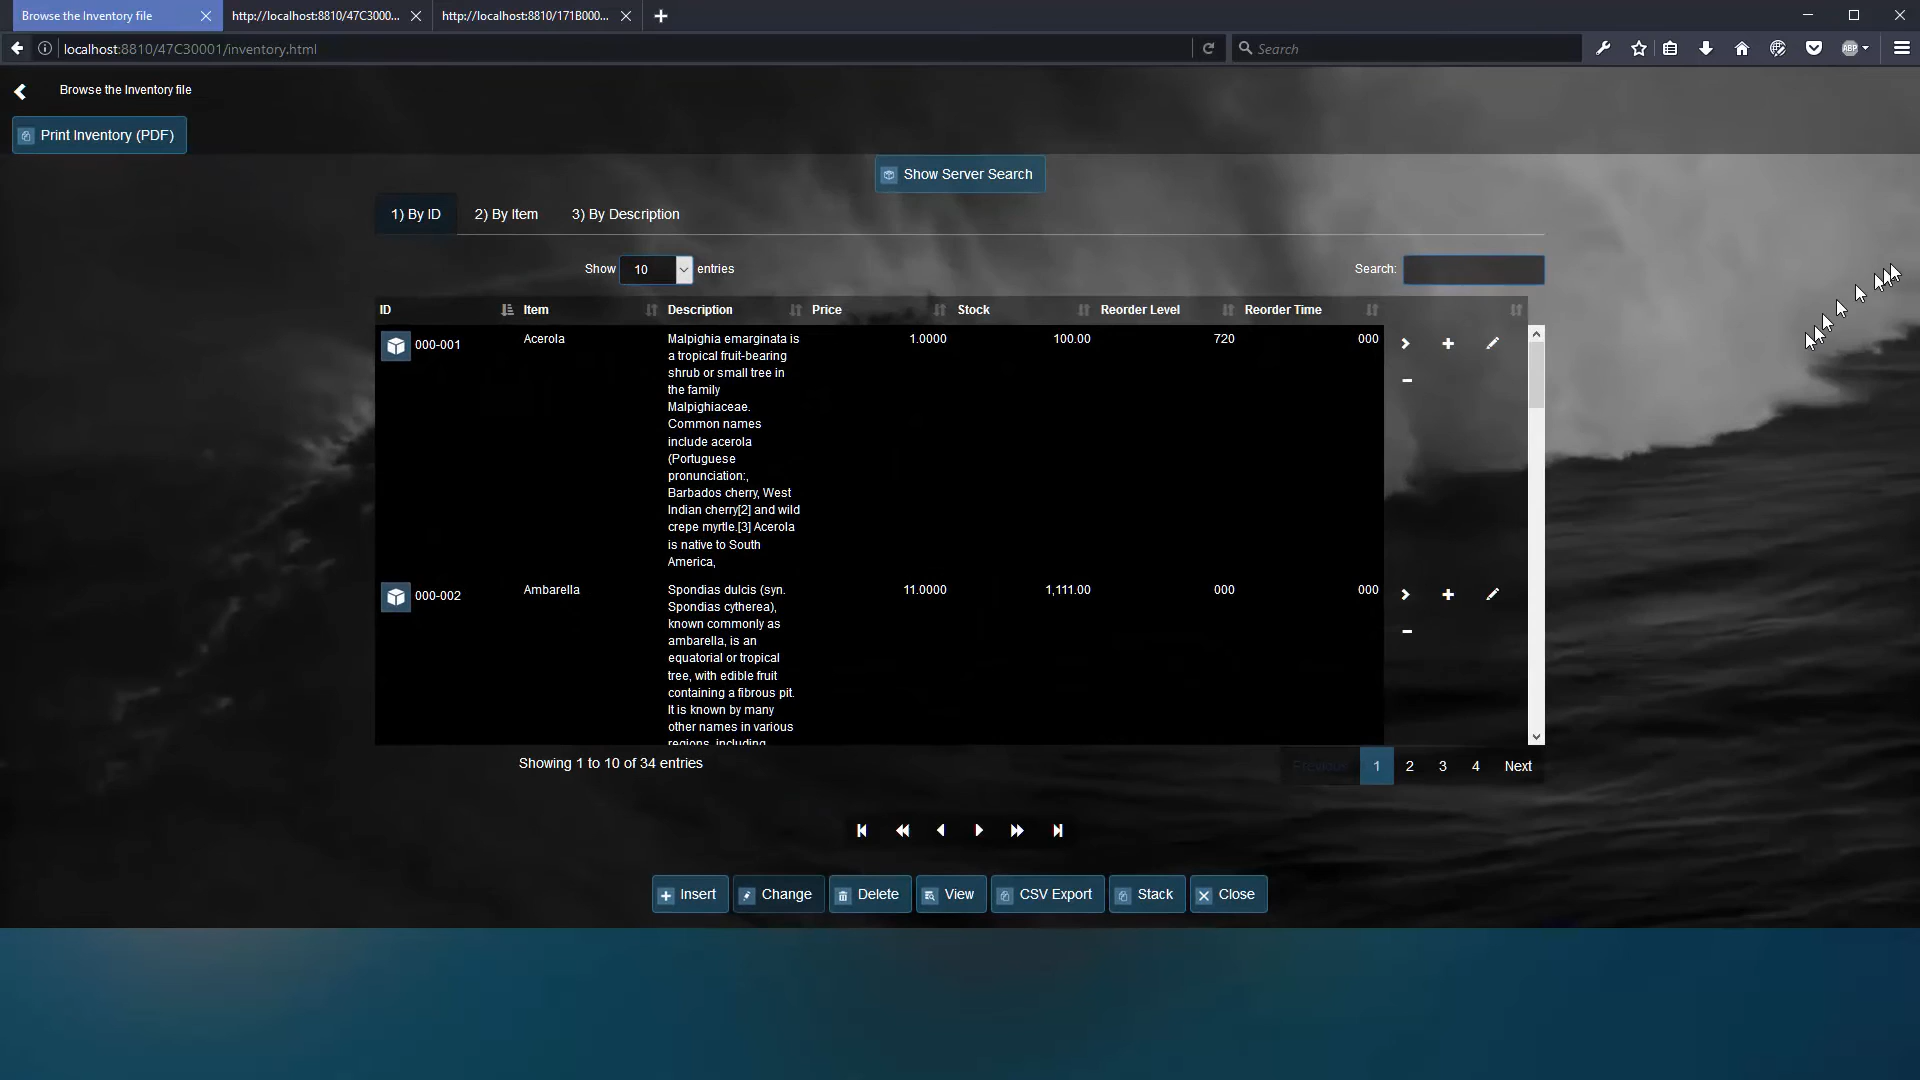 Browse the Inventory file
http://localhost:8810/47C3000...
http://localhost:8810/171B000...
localhost:8810/47C30001/inventory.html
Search
ABP
Browse the Inventory file
Print Inventory (PDF)
Show Server Search
1) By ID 2) By Item 3) By Description
Show 10 entries
Search:
ID Item Description Price Stock Reorder Level Reorder Time
000-001 Acerola Malpighia emarginata is 1.0000 100.00 720 000
a tropical fruit-bearing
shrub or small tree in
the family
Malpighiaceae.
Common names
include acerola
(Portuguese
pronunciation:,
Barbados cherry, West
Indian cherry[2] and wild
crepe myrtle.[3] Acerola
is native to South
America,
000-002 Ambarella Spondias dulcis (syn. 11.0000 1,111.00 000 000
Spondias cytherea),
known commonly as
ambarella, is an
equatorial or tropical
tree, with edible fruit
containing a fibrous pit.
It is known by many
other names in various
regions, including
Showing 1 to 10 of 34 entries
Previous 1 2 3 4 Next
Insert Change Delete View CSV Export Stack Close